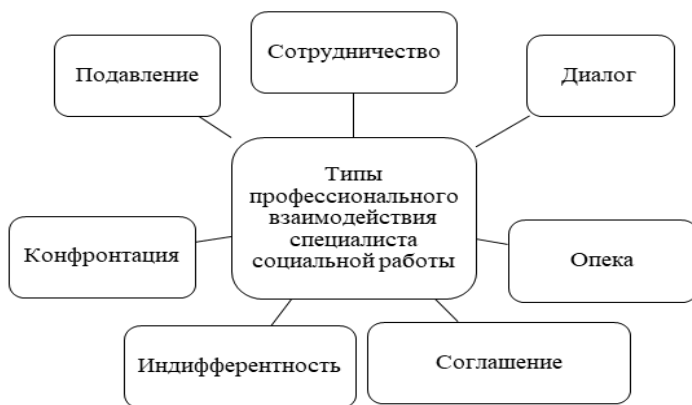 Сотрудничество
Подавление
Диалог
Типы
профессионального
взаимодействия
специалиста
социальной работы
Конфронтация
Опека
Индифферентность
Соглашение